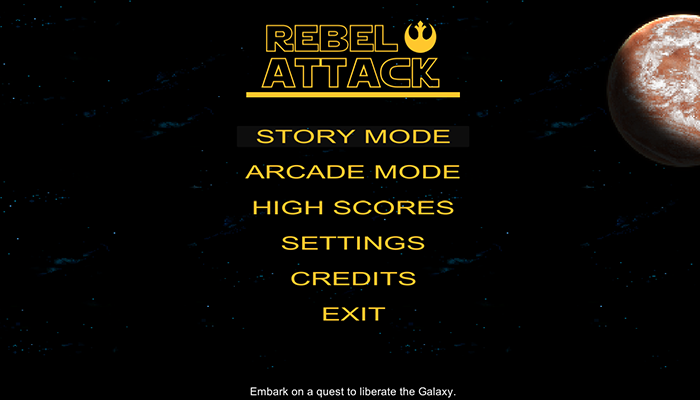 REBEL
ATTACK
STORY MODE
ARCADE MODE
HIGH SCORES
SETTINGS
CREDITS
EXIT
Embark on a quest to liberate the Galaxy.